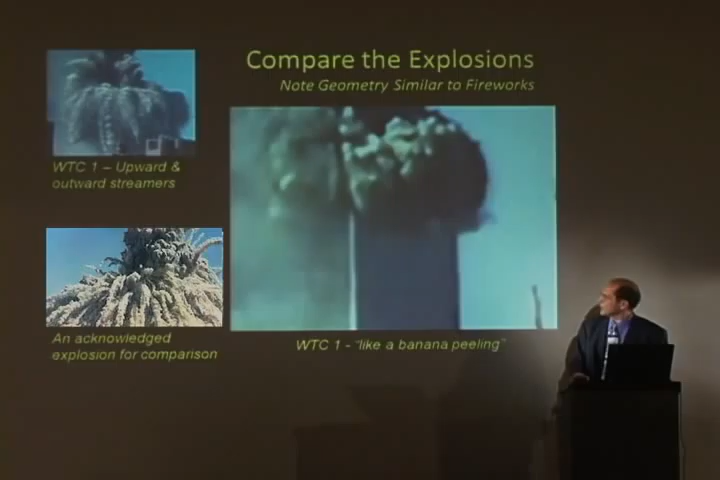 Compare the Explosions
Note Geometry Similar to Fireworks
WTC 1 – Upward &
outward streamers
An acknowledged
explosion for comparison
WTC 1 - "like a banana peeling"